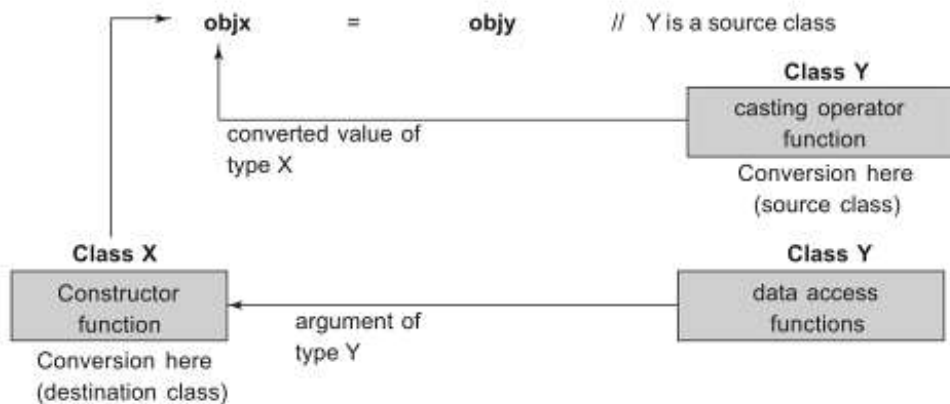 objx = objy // Y is a source class
Class Y
casting operator
function
converted value of
type X
Conversion here
(source class)
Class X
Class Y
Constructor
function
data access
functions
argument of
type Y
Conversion here
(destination class)